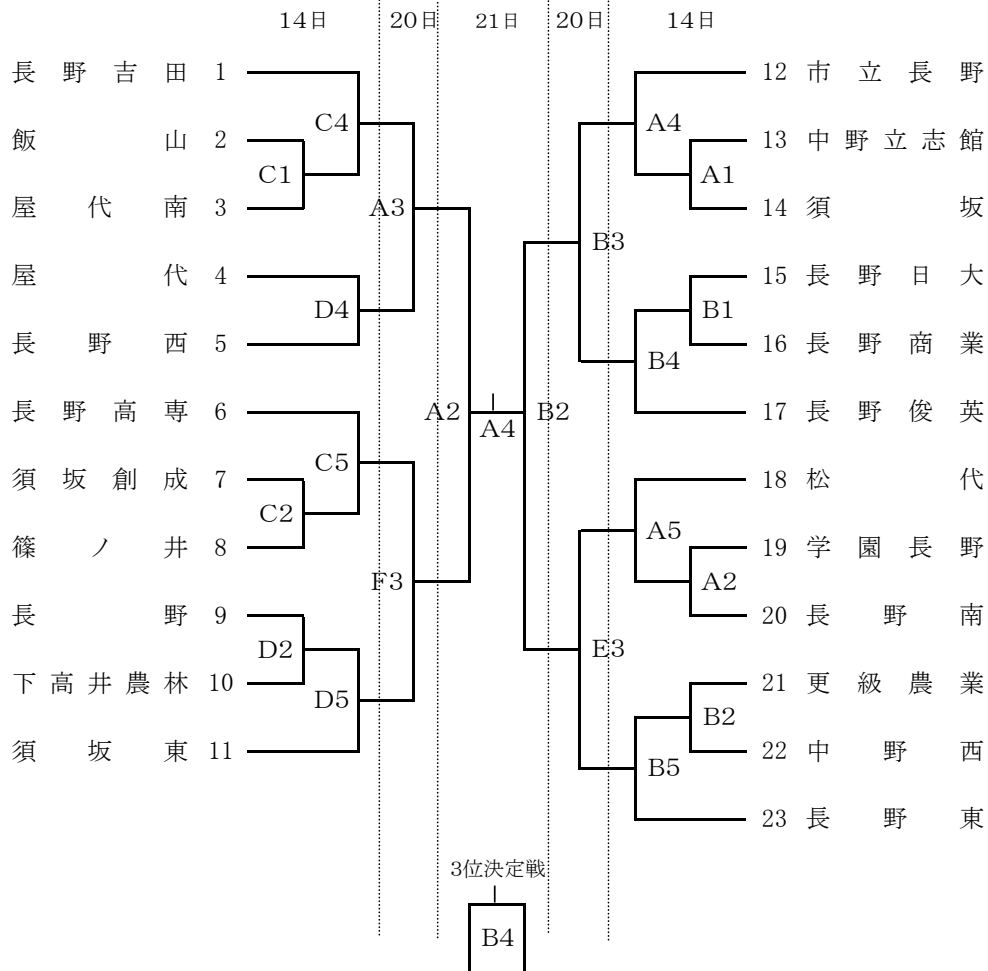 14日 20日 21日 20日 14日
長野吉田 1 12 市立長野
C4 A4
飯山 2 13 中野立志館
C1 A1
屋代南 3 A3 14 須坂
B3
屋代 4 15 長野日大
D4 B1
長野西 5 16 長野商業
B4
長野高専 6 A2 A4 B2 17 長野俊英
C5
須坂創成 7 18 松代
C2 A5
篠ノ井 8 19 学園長野
F3 A2
長野 9 20 長野南
D2 E3
下高井農林 10 21 更級農業
D5 B2
須坂東 11 22 中野西
B5
23 長野東
3位決定戦
B4